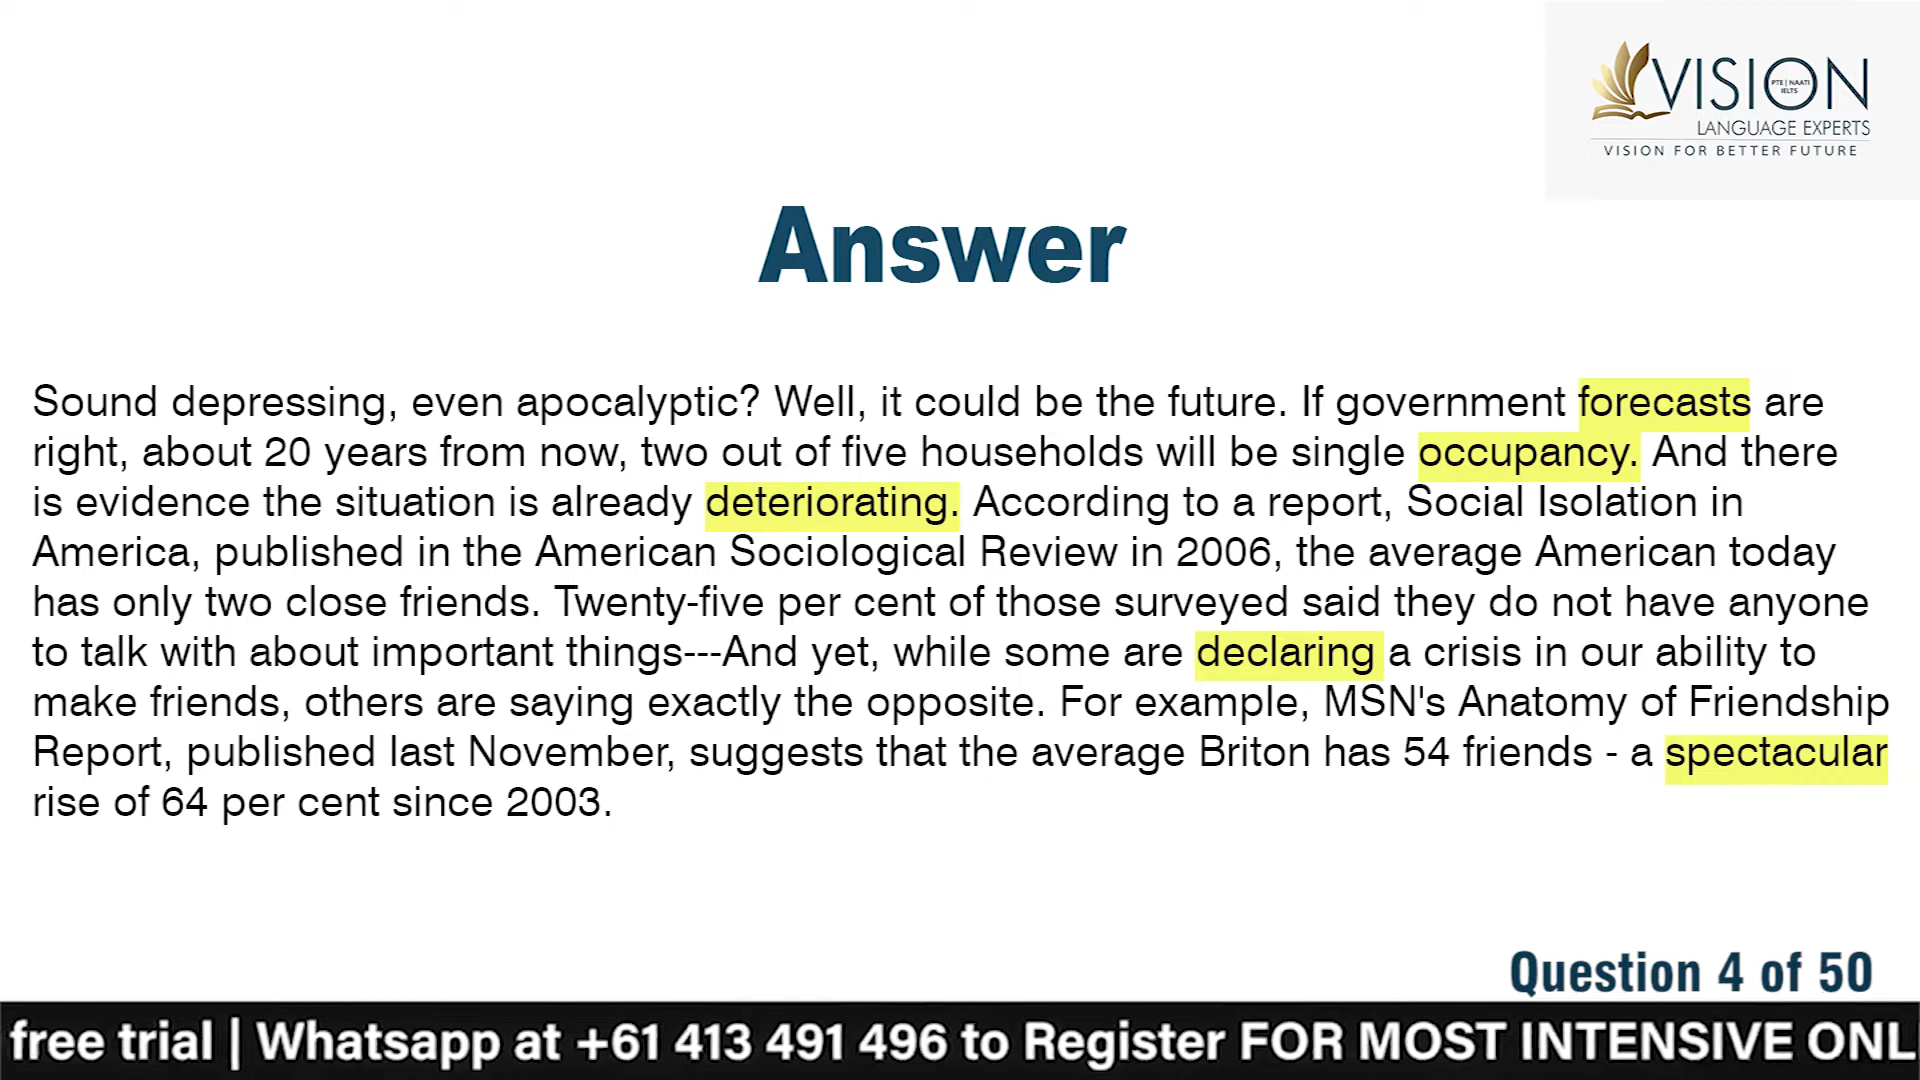 VISION
PTE | NAATI
IELTS
LANGUAGE EXPERTS
VISION FOR BETTER FUTURE
Answer
Sound depressing, even apocalyptic? Well, it could be the future. If government forecasts are
right, about 20 years from now, two out of five households will be single occupancy. And there
is evidence the situation is already deteriorating. According to a report, Social Isolation in
America, published in the American Sociological Review in 2006, the average American today
has only two close friends. Twenty-five per cent of those surveyed said they do not have anyone
to talk with about important things---And yet, while some are declaring a crisis in our ability to
make friends, others are saying exactly the opposite. For example, MSN's Anatomy of Friendship
Report, published last November, suggests that the average Briton has 54 friends - a spectacular
rise of 64 per cent since 2003.
Question 4 of 50
free trial | Whatsapp at +61 413 491 496 to Register FOR MOST INTENSIVE ONL